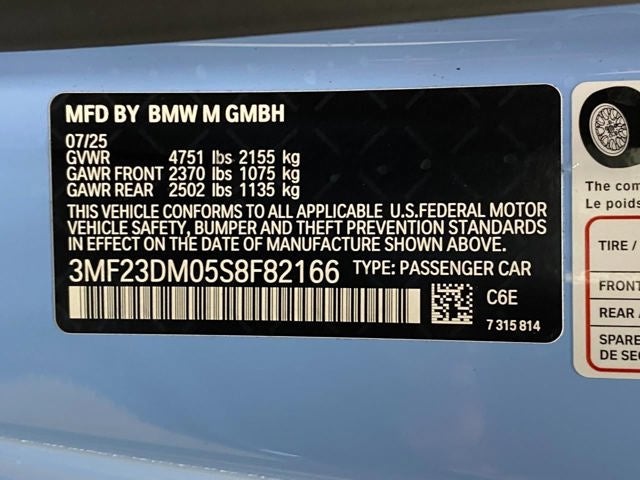 MFD BY BMW M GMBH
07/25
GVWR 4751 lbs 2155 kg
GAWR FRONT 2370 lbs 1075 kg
GAWR REAR 2502 lbs 1135 kg
THIS VEHICLE CONFORMS TO ALL APPLICABLE U.S.FEDERAL MOTOR
VEHICLE SAFETY, BUMPER AND THEFT PREVENTION STANDARDS
IN EFFECT ON THE DATE OF MANUFACTURE SHOWN ABOVE.
3MF23DM05S8F82166 TYPE: PASSENGER CAR
C6E
7 315 814
The com
Le poids
TIRE /
FRONT
REAR
SPARE
DE SEC